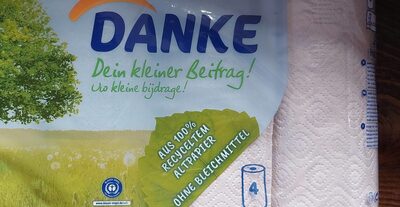 DANKE
Dein kleiner Beitrag!
Uw kleine bijdrage!
AUS 100%
RECYCELTEM
ALTPAPIER
OHNE BLEICHMITTEL
4